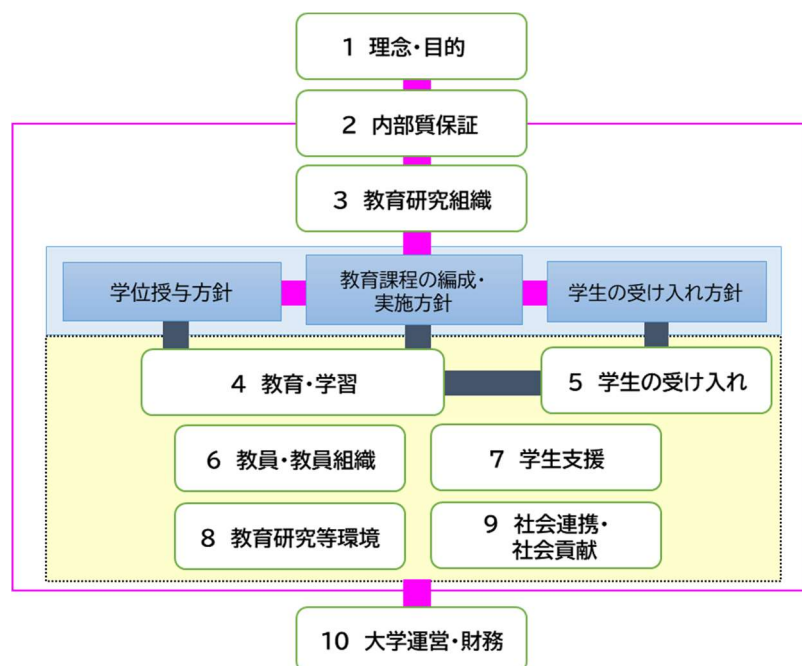 1 理念・目的
2 内部質保証
3 教育研究組織
学位授与方針
教育課程の編成・
実施方針
学生の受け入れ方針
4 教育・学習
5 学生の受け入れ
6 教員・教員組織
7 学生支援
8 教育研究等環境
9 社会連携・
社会貢献
10 大学運営・財務